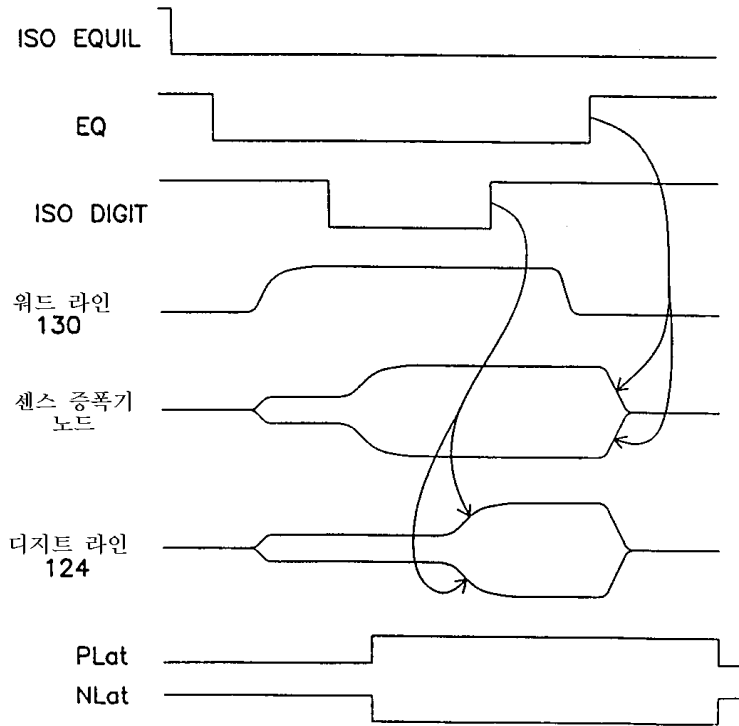 ISO EQUIL
EQ
ISO DIGIT
워드 라인
130
센스 증폭기
노드
디지트 라인
124
PLat
NLat